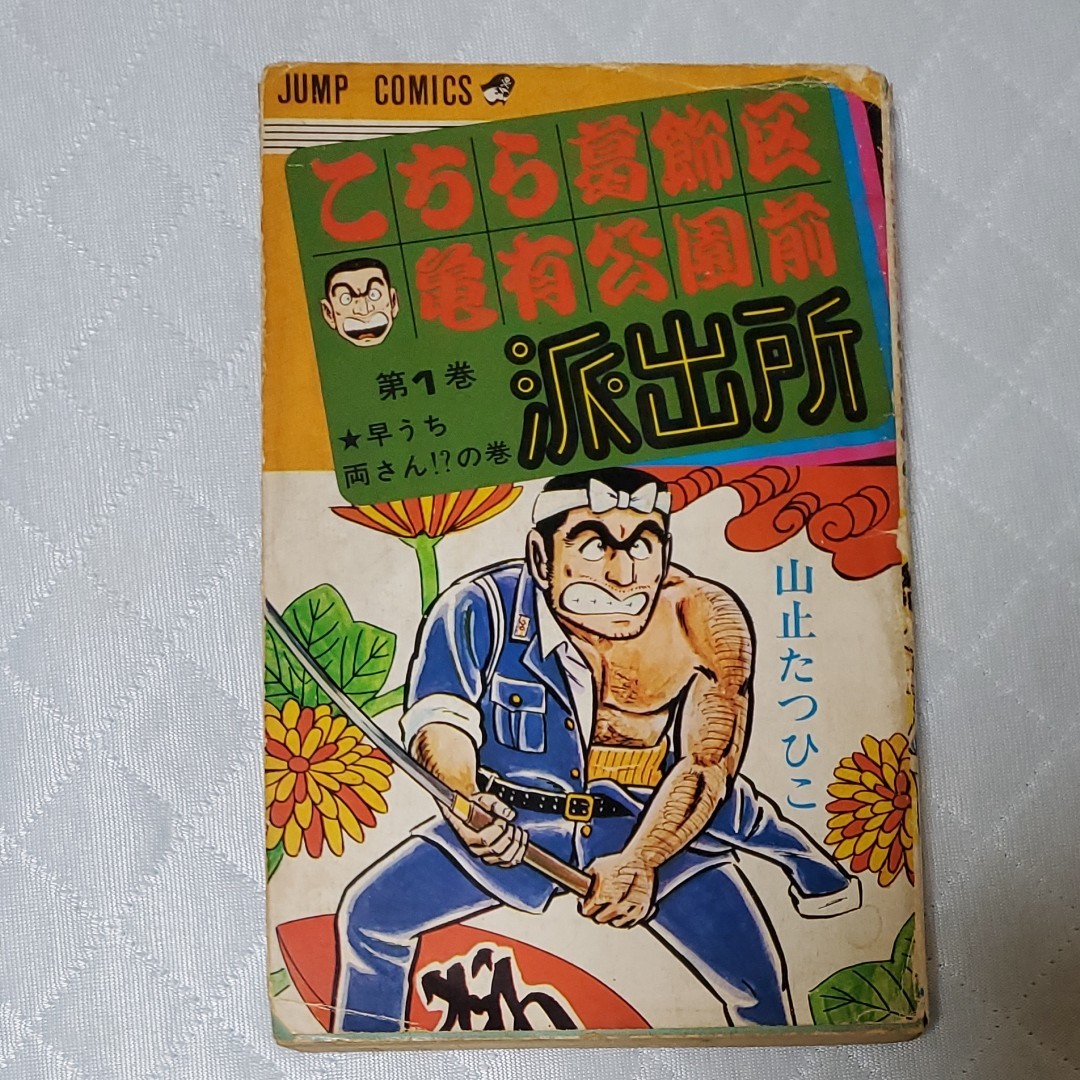 JUMP COMICS
こちら葛飾区
亀有公園前
派出所
第1巻
★早うち
両さん!?の巻
山止たつひこ